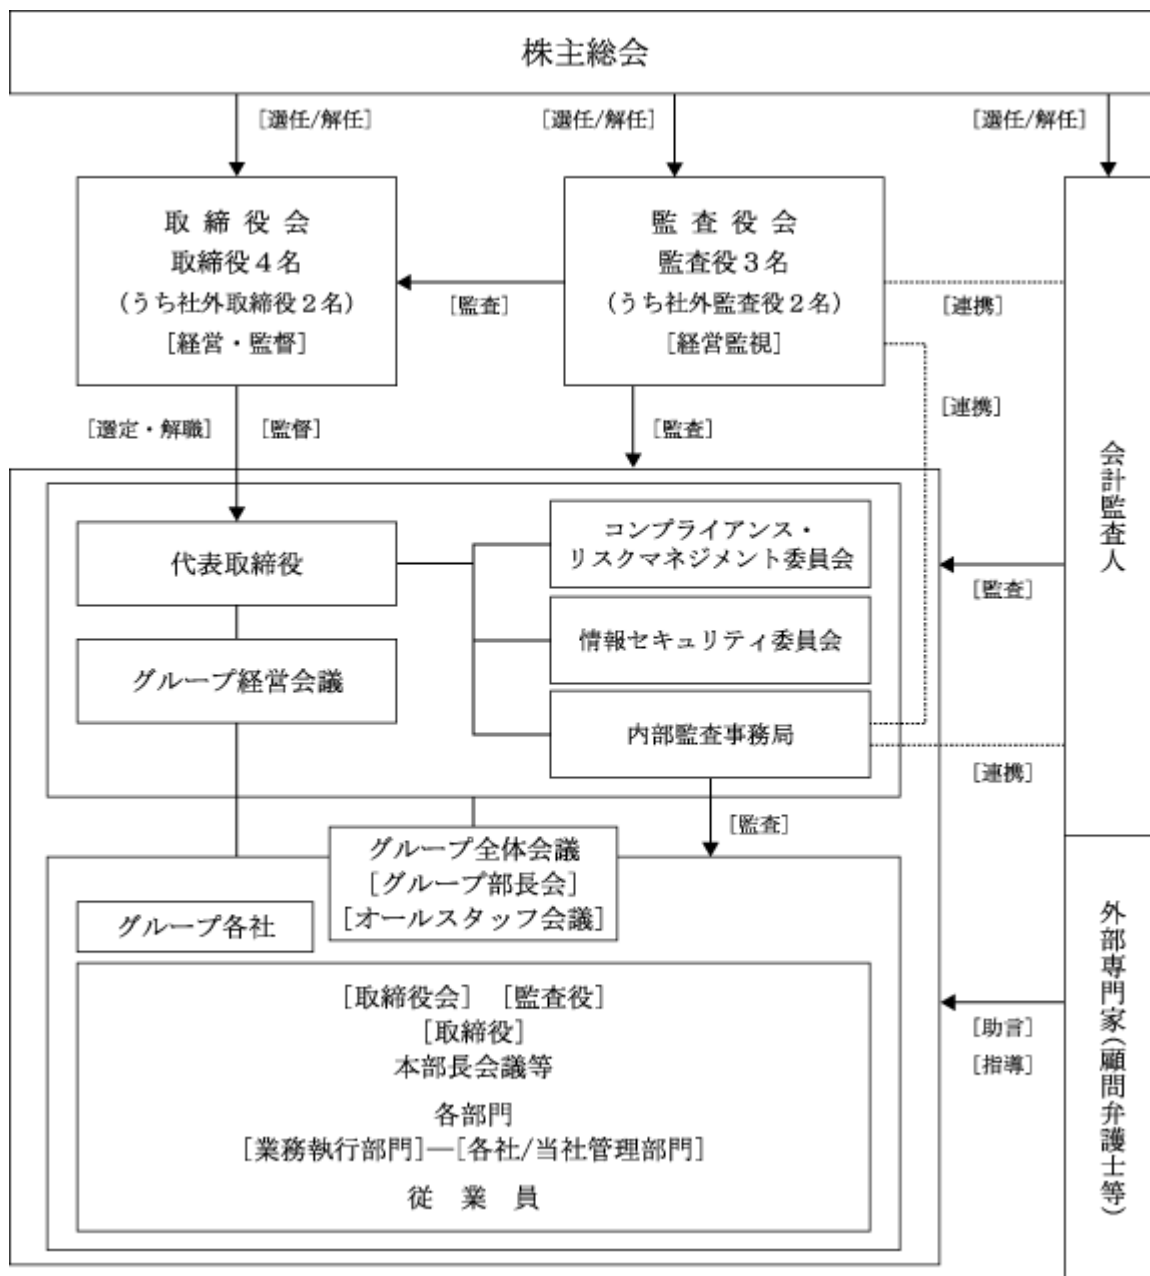 株主総会
[選任/解任]
[選任/解任]
[選任/解任]
取締役会
取締役４名
(うち社外取締役２名)
[経営・監督]
[監査]
監査役会
監査役３名
(うち社外監査役２名)
[経営監視]
[連携]
[連携]
[選定・解職]
[監督]
[監査]
会計監査人
代表取締役
コンプライアンス・
リスクマネジメント委員会
[監査]
情報セキュリティ委員会
グループ経営会議
内部監査事務局
[連携]
[監査]
グループ全体会議
[グループ部長会]
[オールスタッフ会議]
グループ各社
[取締役会] [監査役]
[取締役]
本部長会議等
各部門
[業務執行部門]—[各社/当社管理部門]
従業員
[助言]
[指導]
外部専門家(顧問弁護士等)